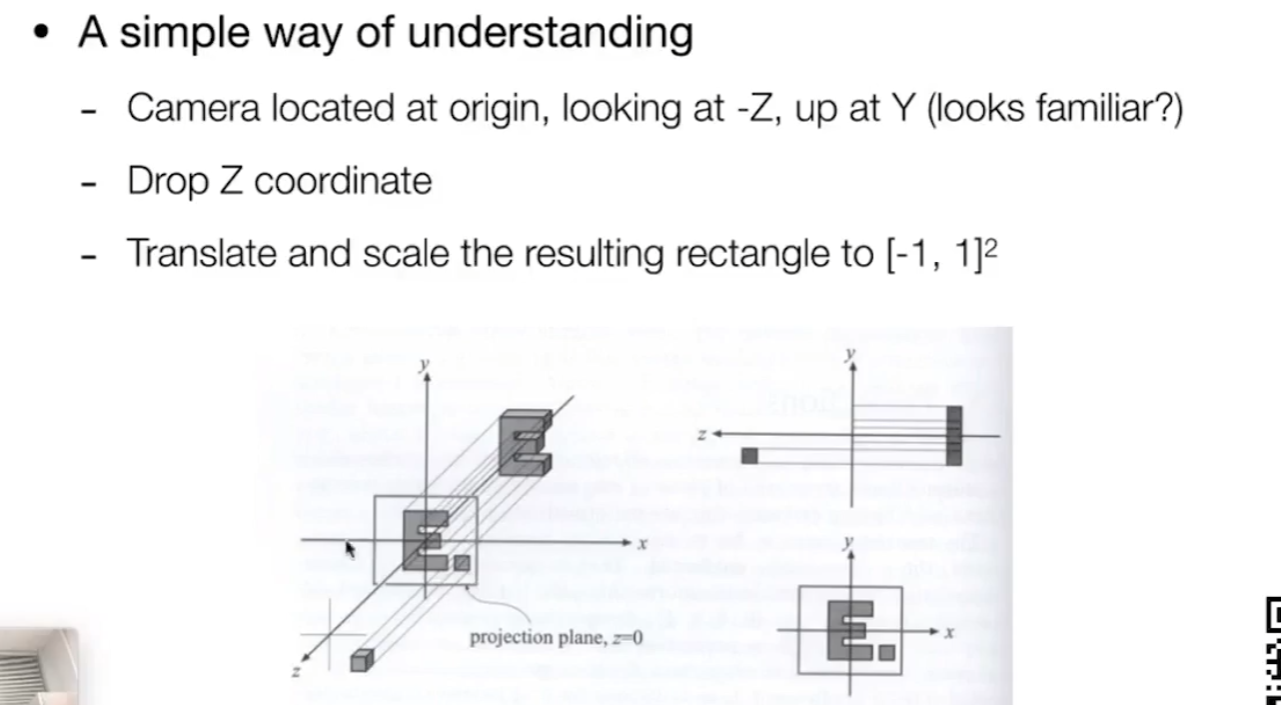 • A simple way of understanding
- Camera located at origin, looking at -Z, up at Y (looks familiar?)
- Drop Z coordinate
- Translate and scale the resulting rectangle to [-1, 1]²
y
x
z
projection plane, z=0
y
z
y
x